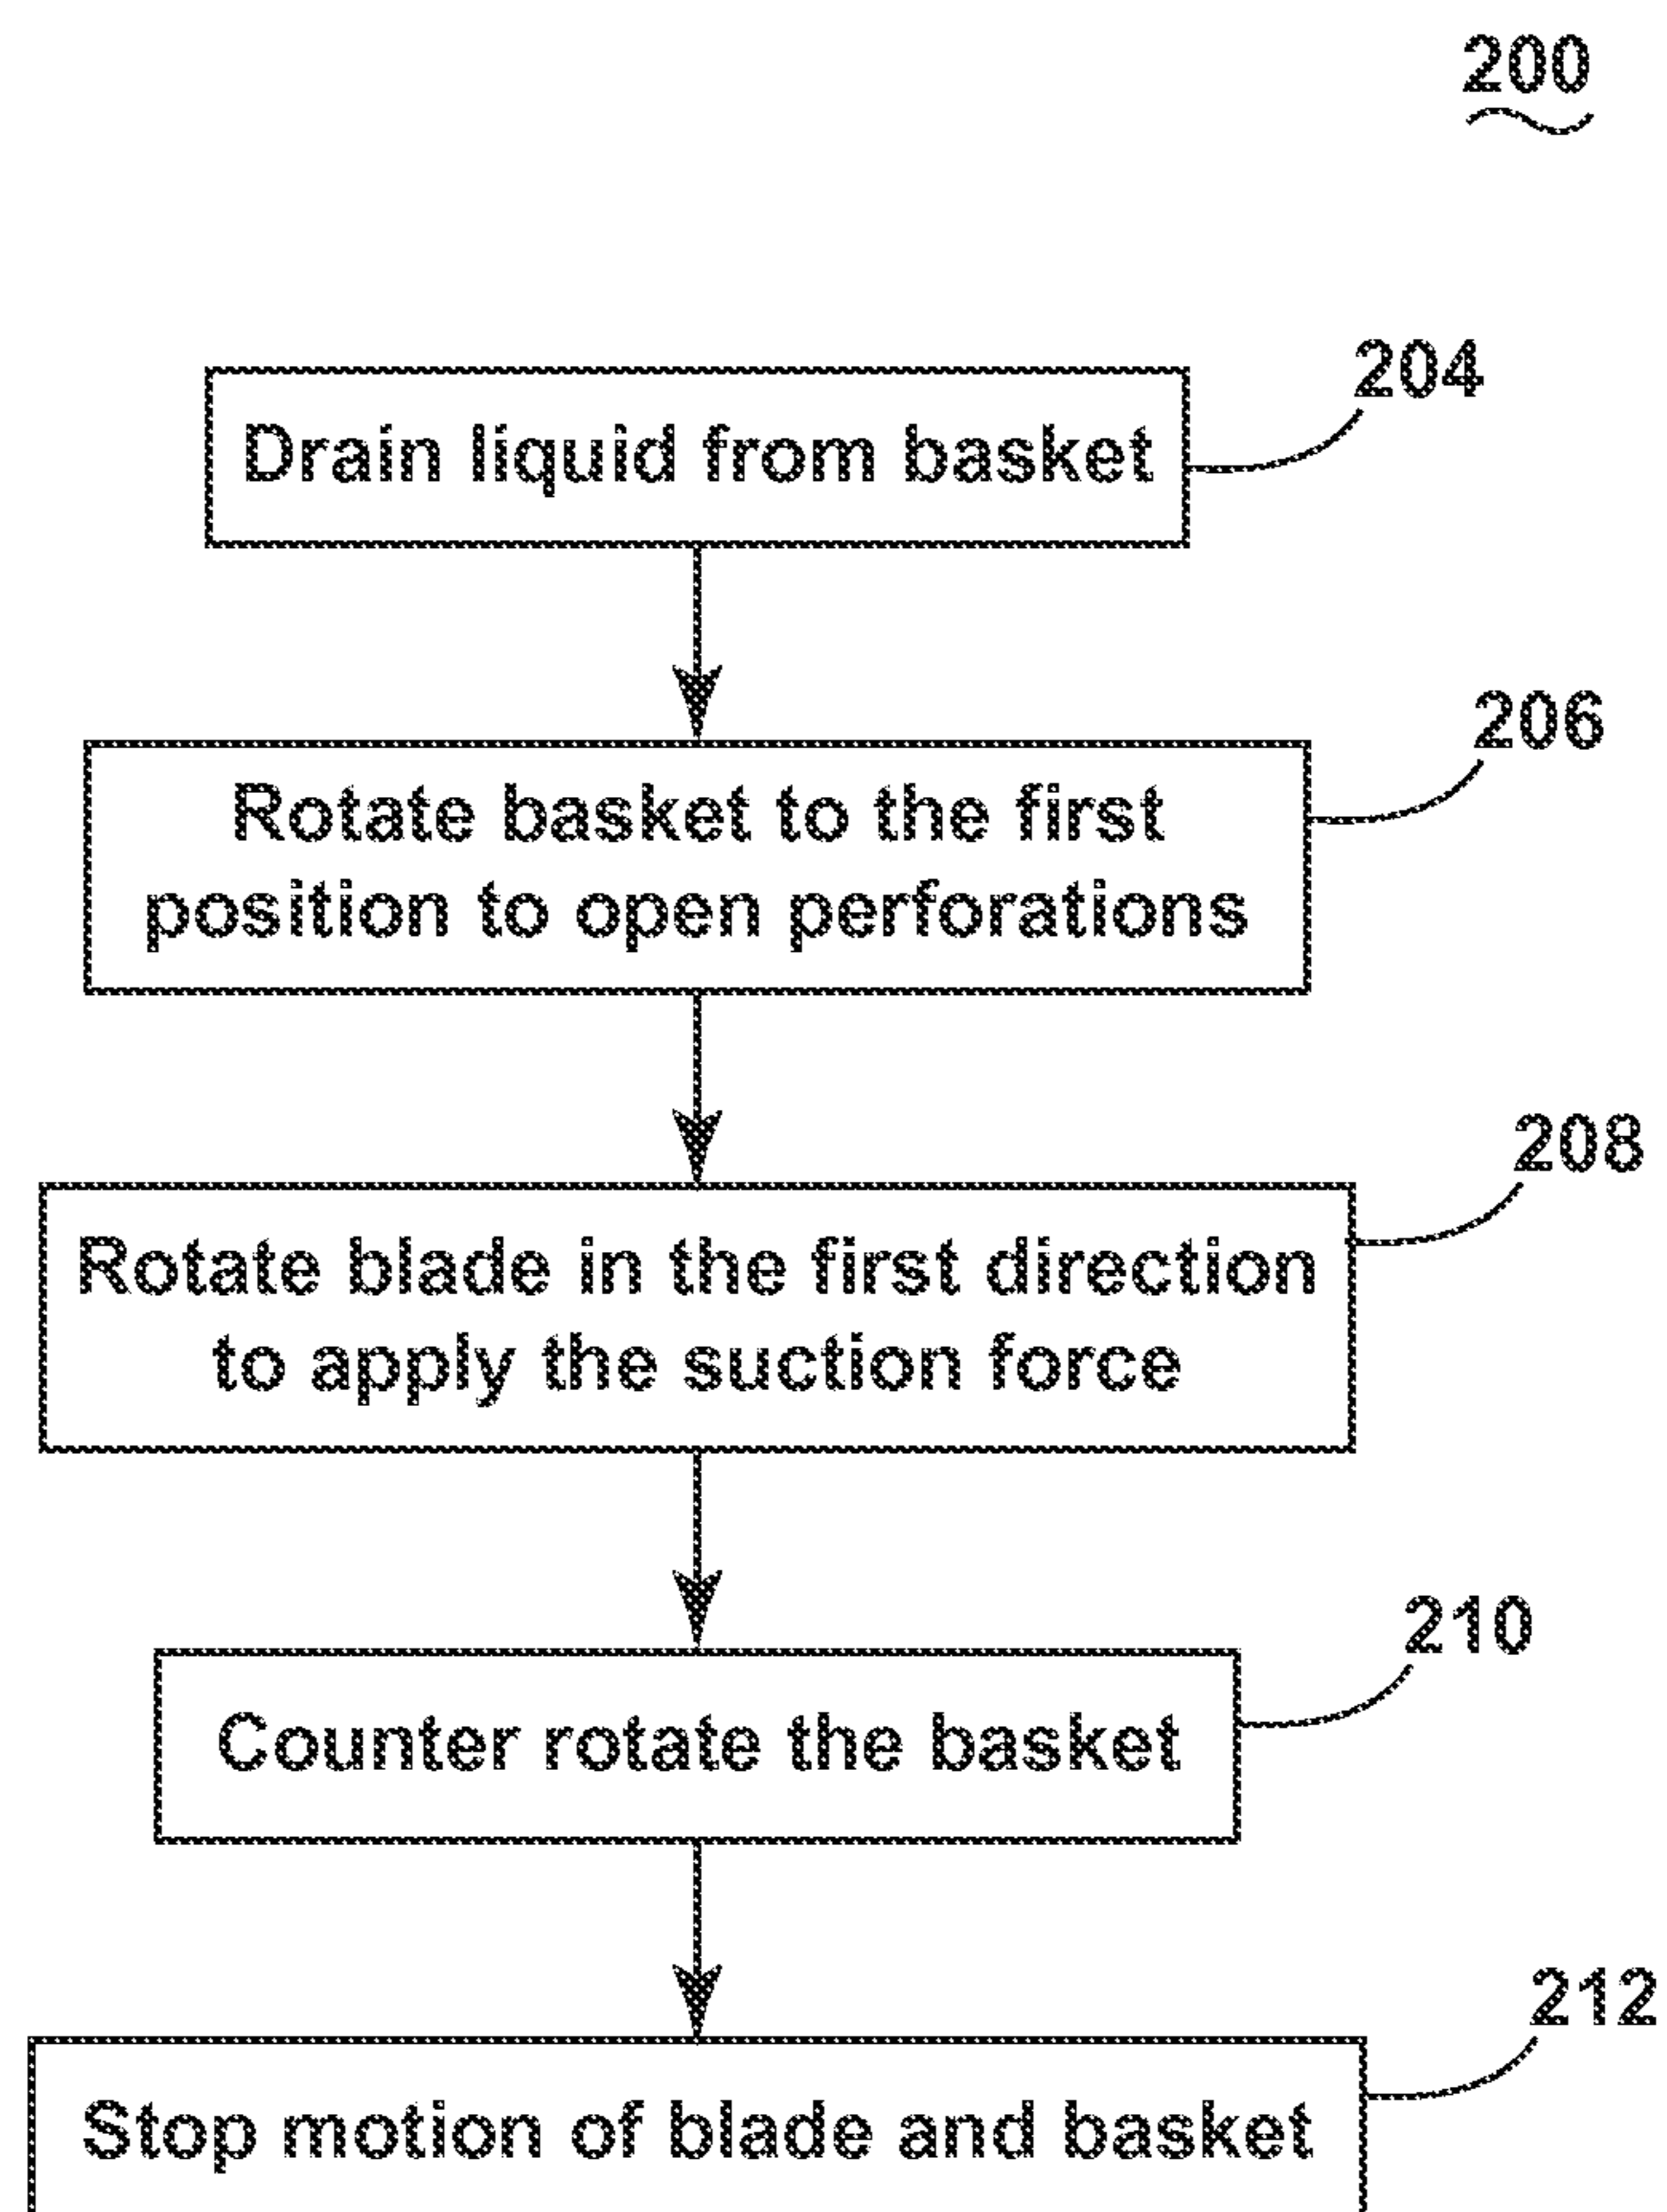 200
204
Drain liquid from basket
206
Rotate basket to the first
position to open perforations
208
Rotate blade in the first direction
to apply the suction force
210
Counter rotate the basket
212
Stop motion of blade and basket